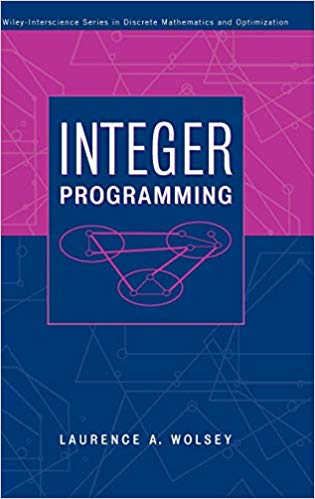 Wiley-Interscience Series in Discrete Mathematics and Optimization
INTEGER
PROGRAMMING
LAURENCE A. WOLSEY